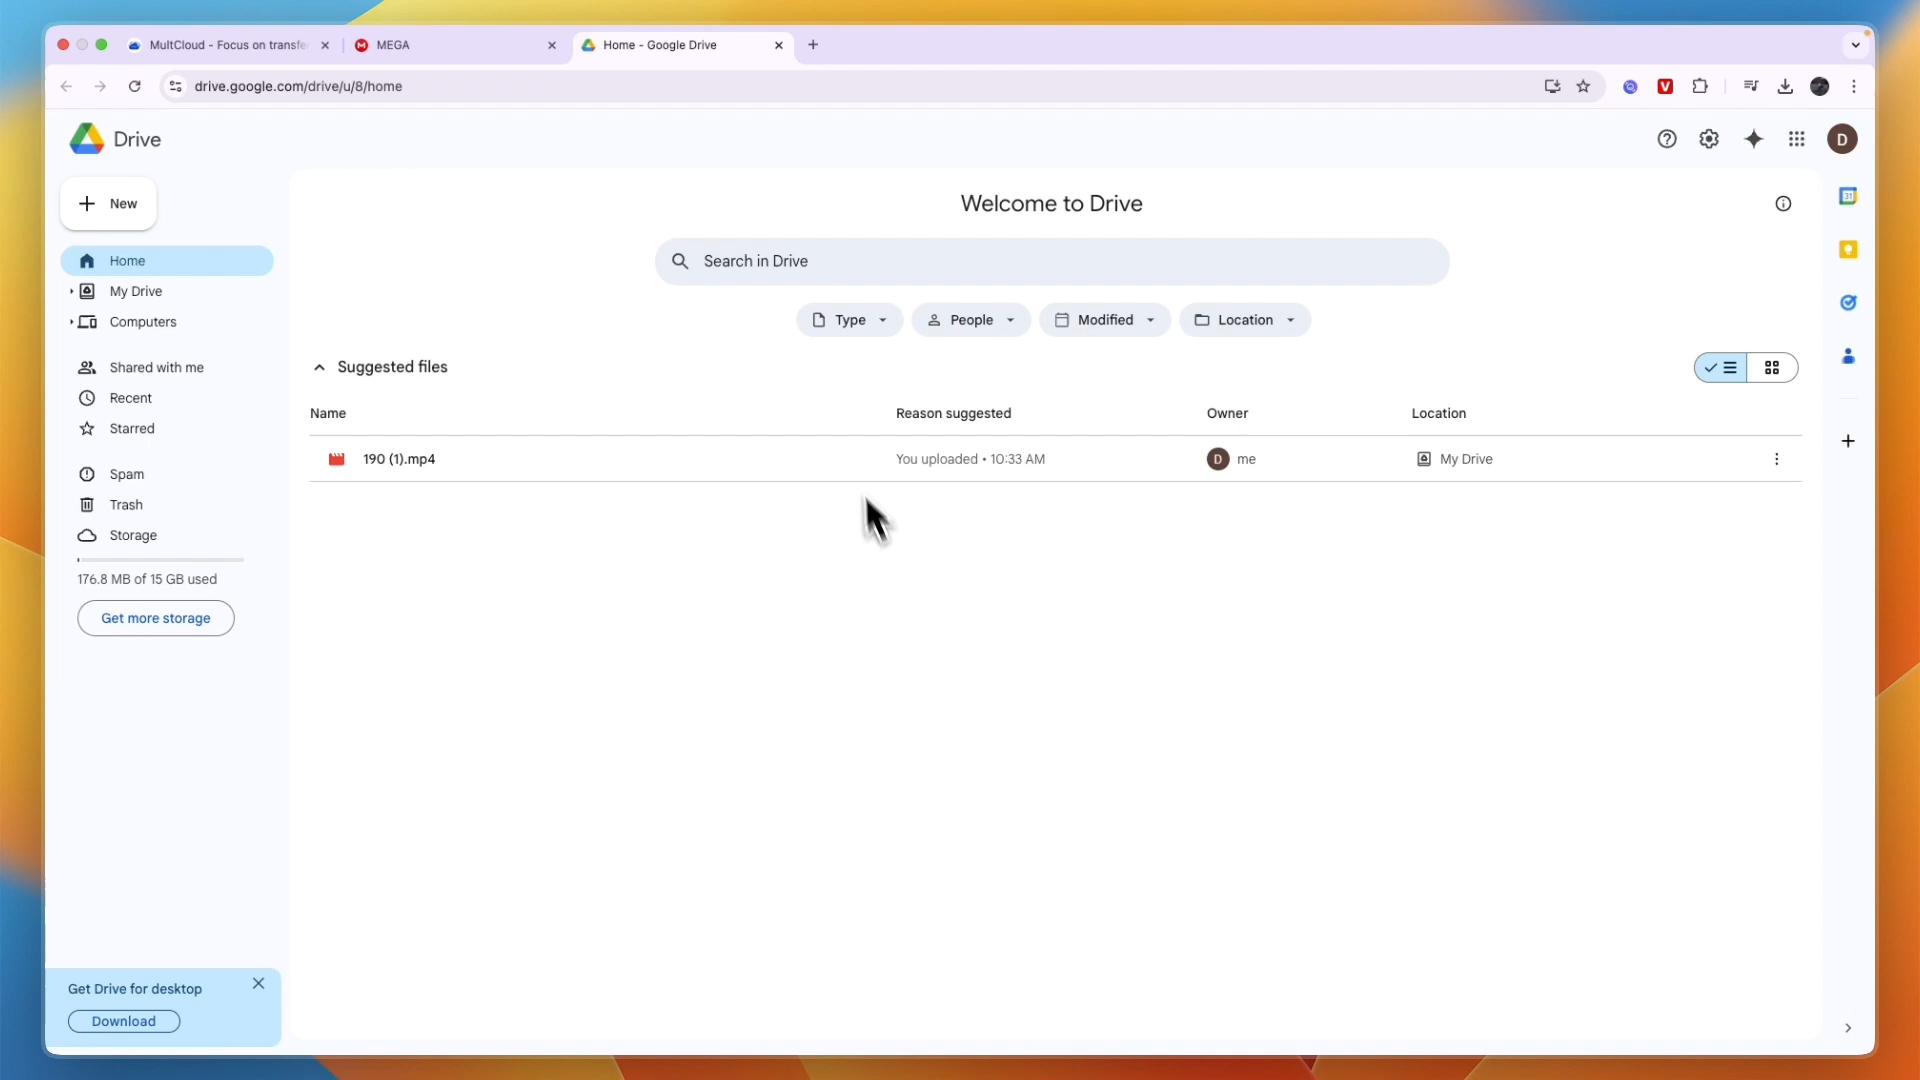 MultCloud - Focus on transfe
MEGA
Home - Google Drive
drive.google.com/drive/u/8/home
V
Drive
D
New
Welcome to Drive
31
Home
Search in Drive
My Drive
Computers
Type
People
Modified
Location
Shared with me
Suggested files
Recent
Name
Reason suggested
Owner
Location
Starred
190 (1).mp4
You uploaded • 10:33 AM
D
me
My Drive
Spam
Trash
Storage
176.8 MB of 15 GB used
Get more storage
Get Drive for desktop
Download